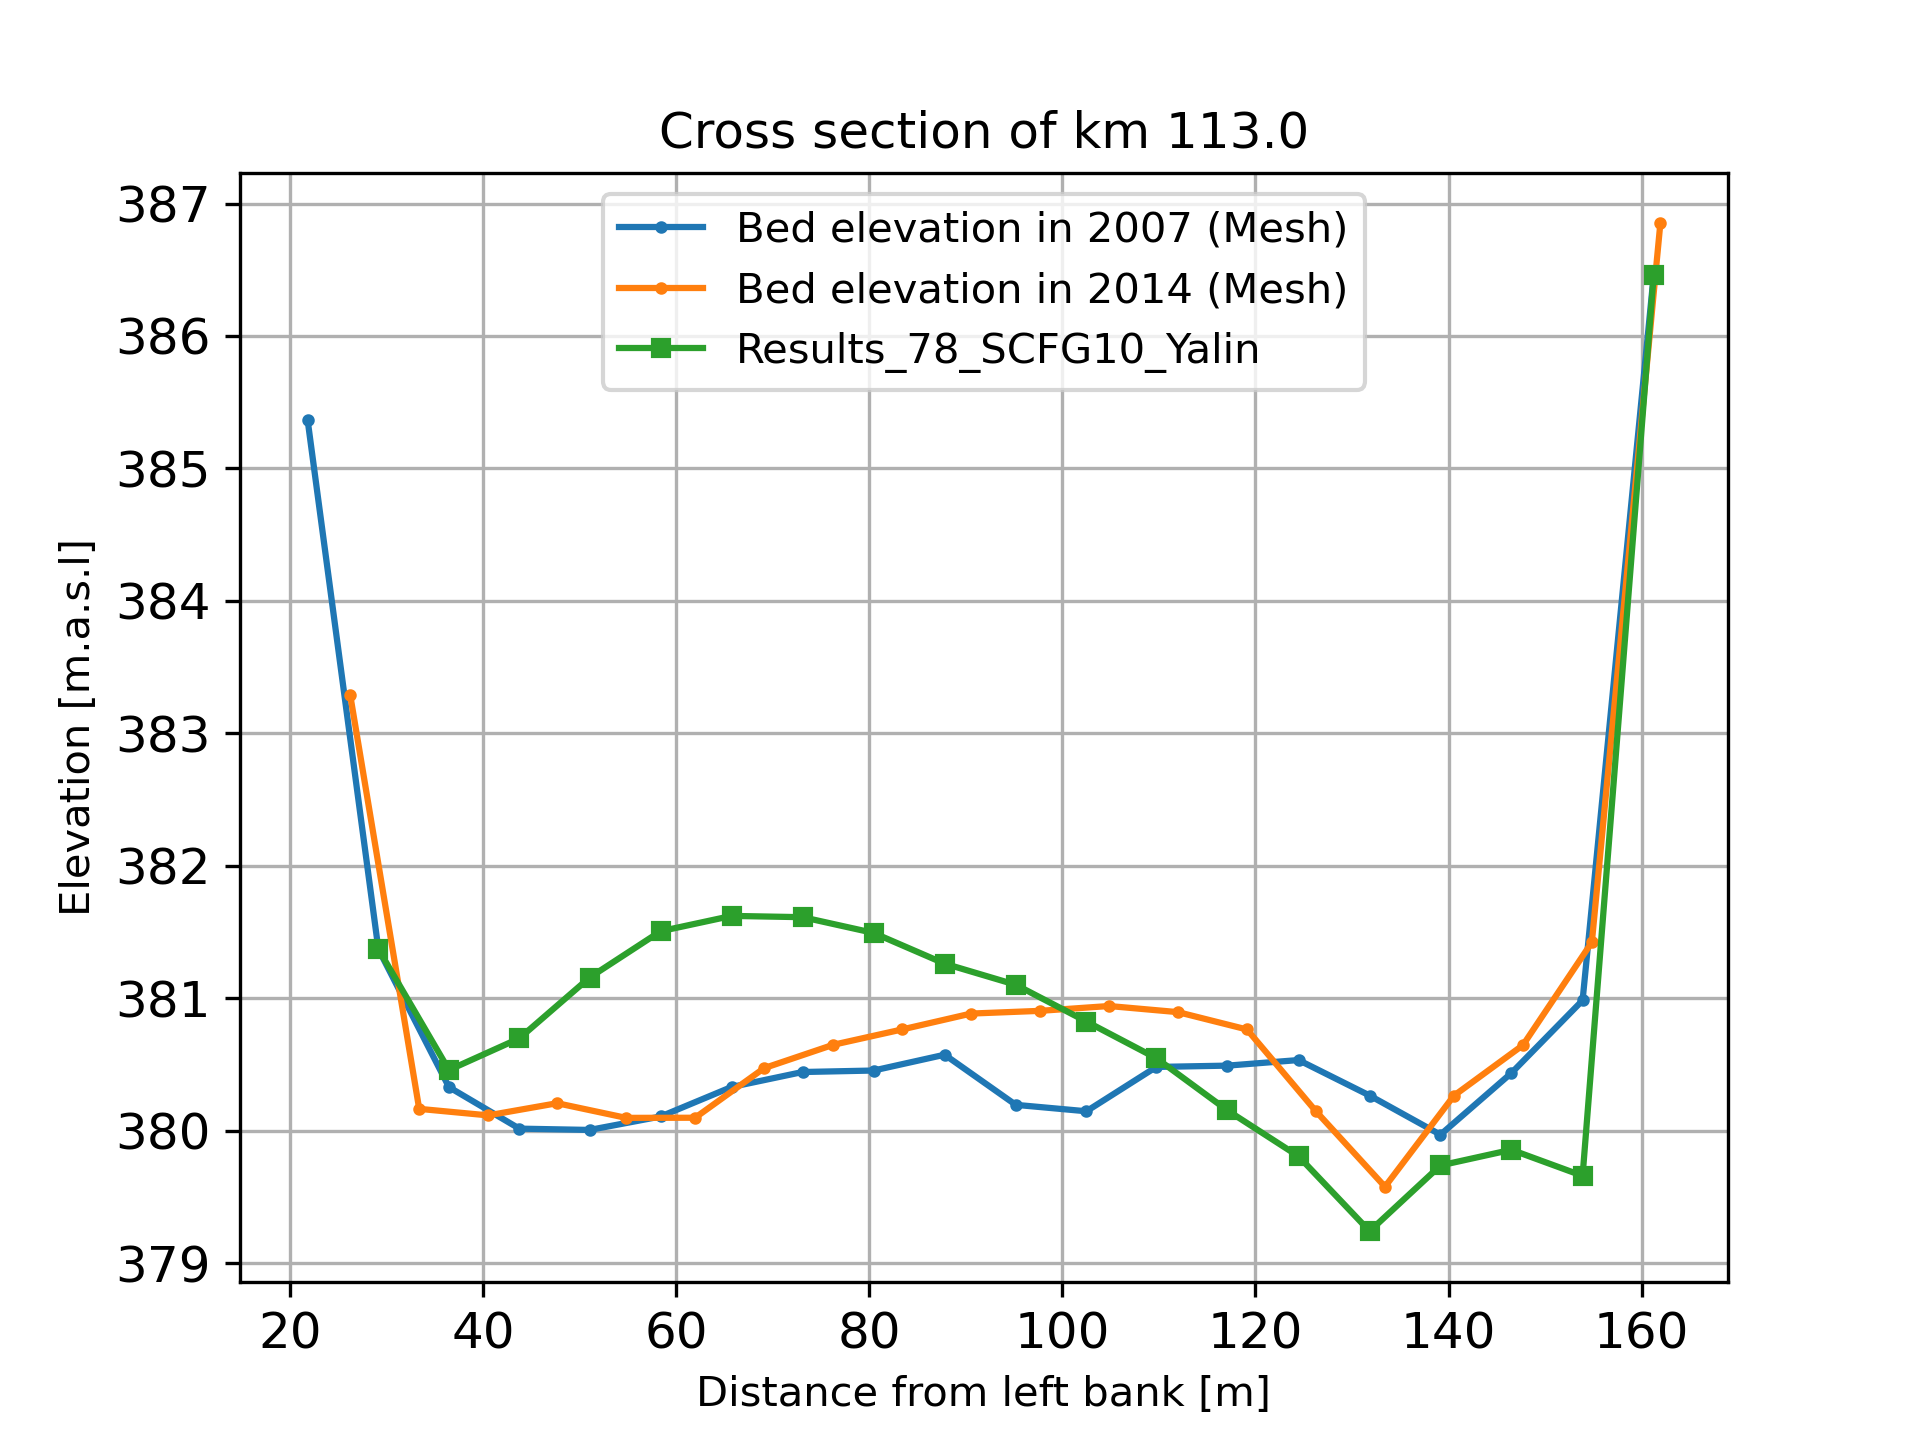 Cross section of km 113.0
Bed elevation in 2007 (Mesh)
Bed elevation in 2014 (Mesh)
Results_78_SCFG10_Yalin
387
386
385
384
383
382
381
380
379
Elevation [m.a.s.l]
20 40 60 80 100 120 140 160
Distance from left bank [m]